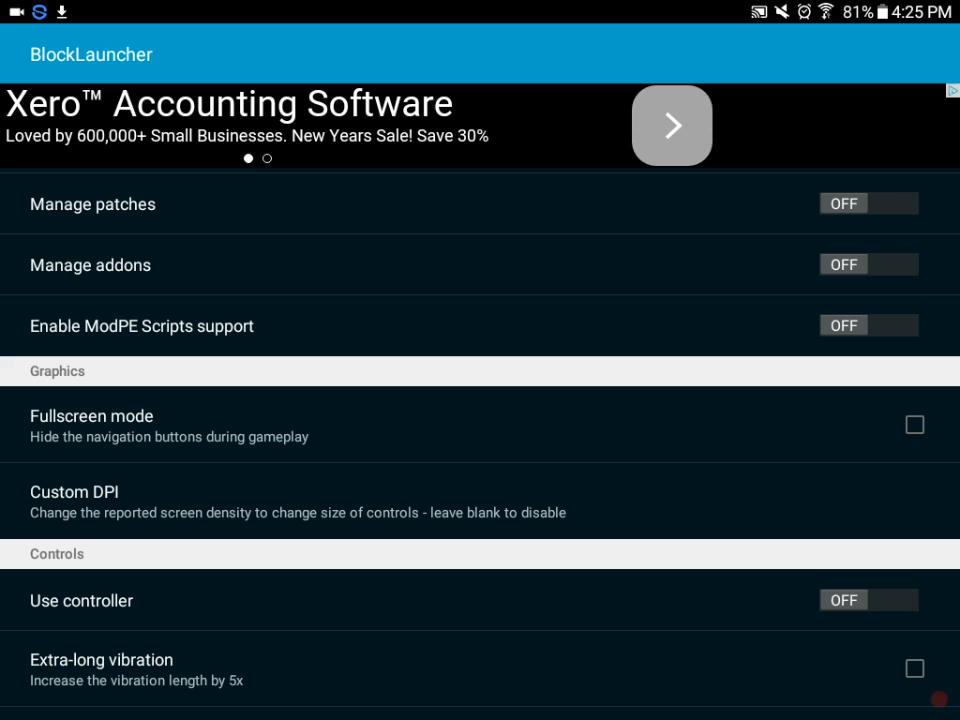 81% 4:25 PM
BlockLauncher
Xero™ Accounting Software
Loved by 600,000+ Small Businesses. New Years Sale! Save 30%
Manage patches OFF
Manage addons OFF
Enable ModPE Scripts support OFF
Graphics
Fullscreen mode
Hide the navigation buttons during gameplay
Custom DPI
Change the reported screen density to change size of controls - leave blank to disable
Controls
Use controller OFF
Extra-long vibration
Increase the vibration length by 5x